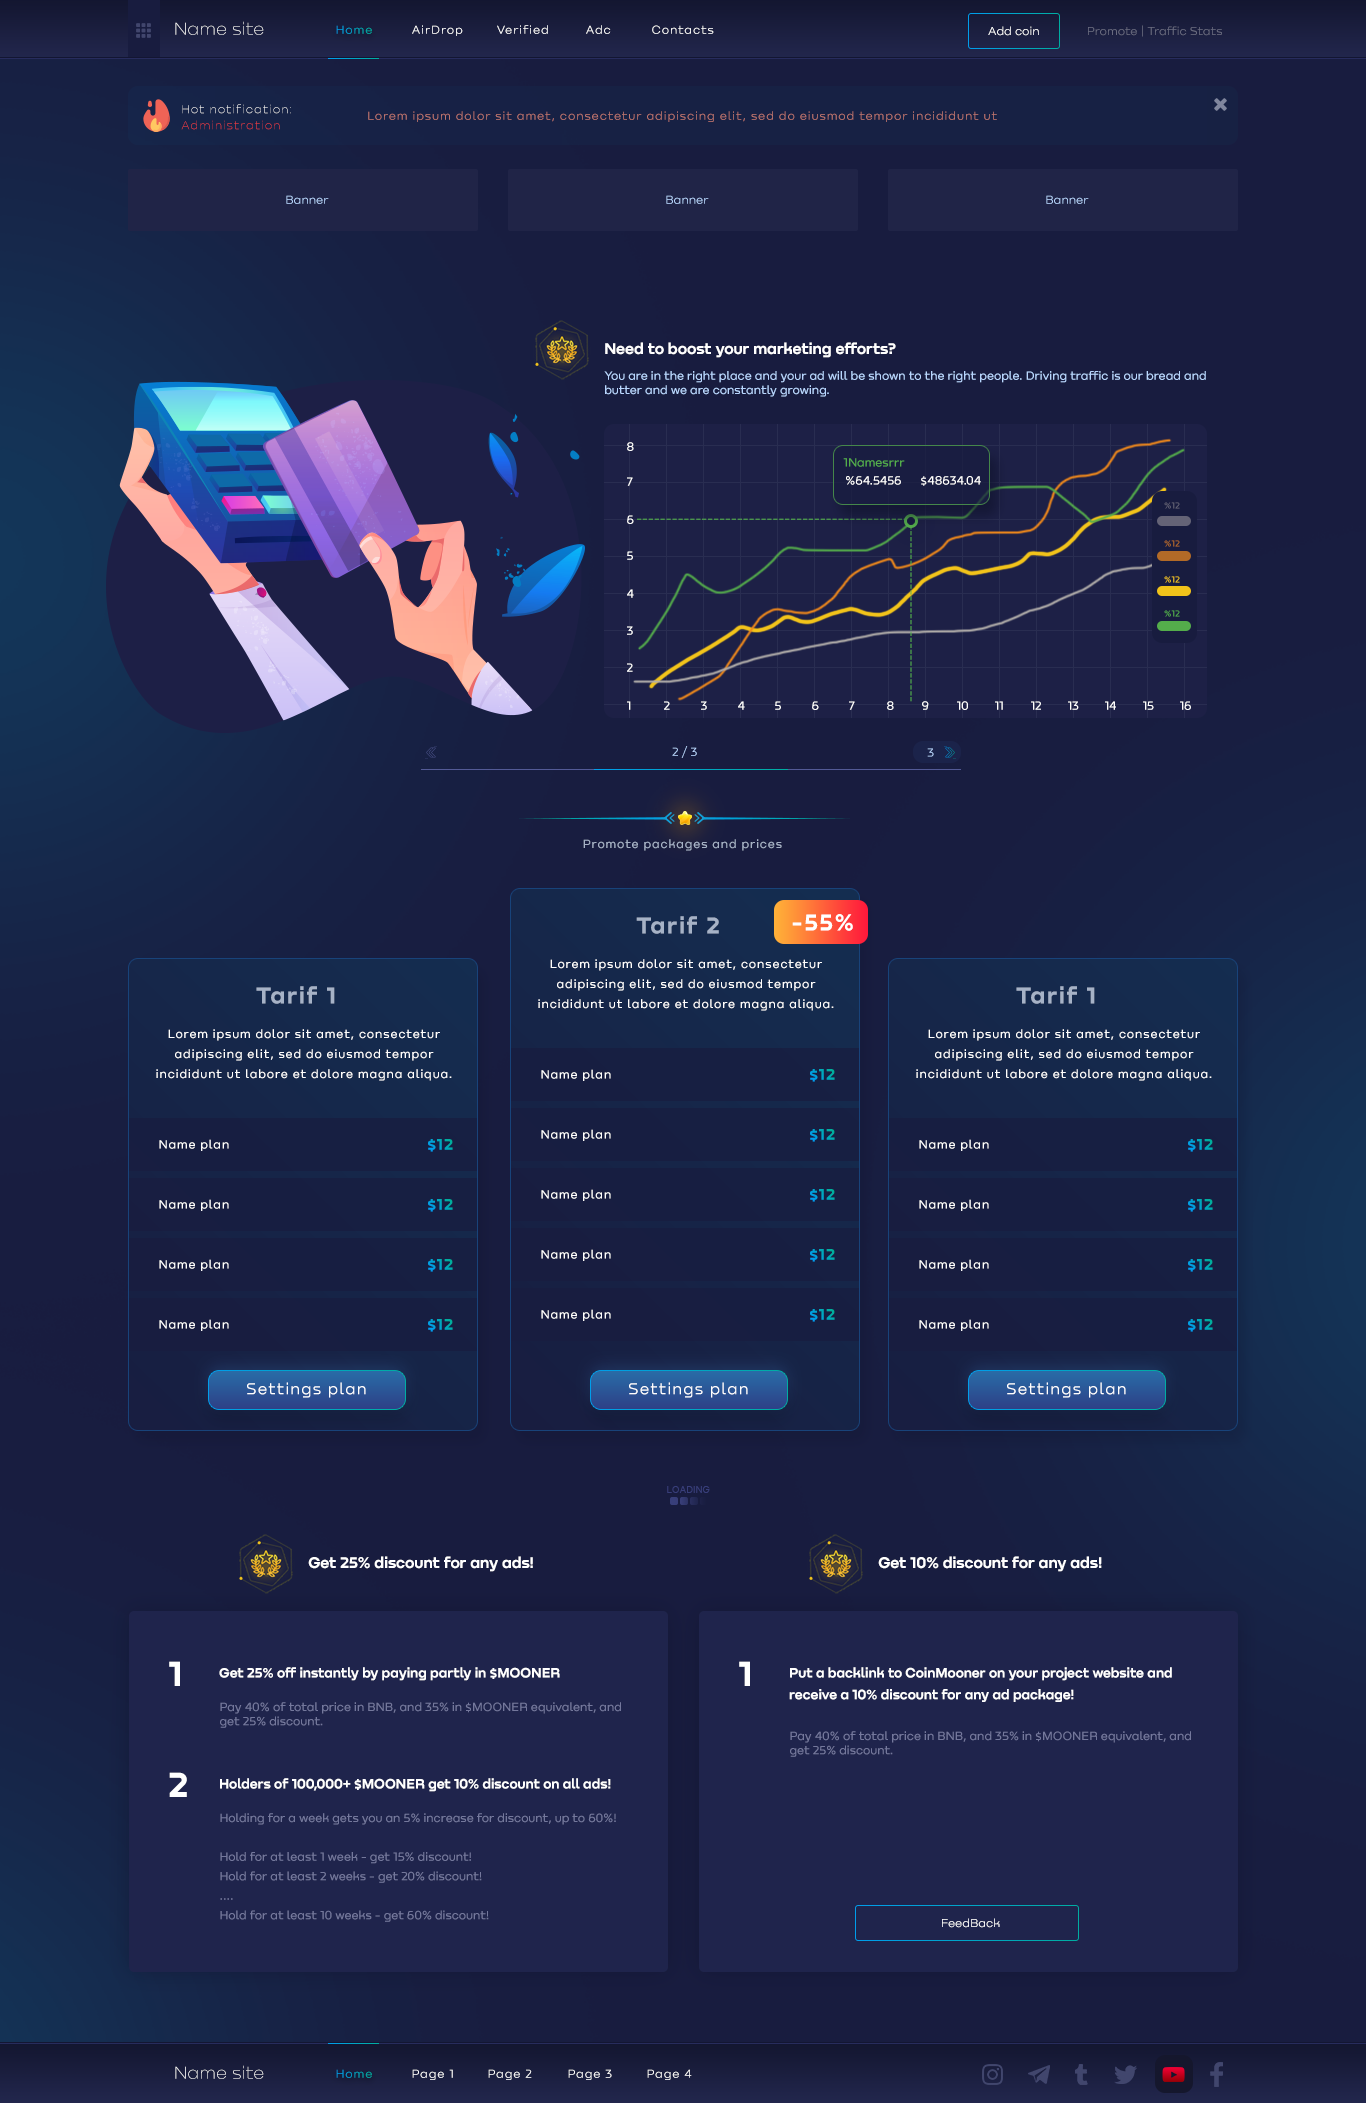 Name site
Home
AirDrop
Verified
Adc
Contacts
Add coin
Promote | Traffic Stats
Hot notification:
Administration
Lorem ipsum dolor sit amet, consectetur adipiscing elit, sed do eiusmod tempor incididunt ut
Banner
Banner
Banner
Need to boost your marketing efforts?
You are in the right place and your ad will be shown to the right people. Driving traffic is our bread and
butter and we are constantly growing.
8
7
6
5
4
3
2
1Namesrrr
%64.5456 $48634.04
%12
%12
%12
%12
1 2 3 4 5 6 7 8 9 10 11 12 13 14 15 16
2 / 3
3
Promote packages and prices
Tarif 1
Lorem ipsum dolor sit amet, consectetur
adipiscing elit, sed do eiusmod tempor
incididunt ut labore et dolore magna aliqua.
Name plan $12
Name plan $12
Name plan $12
Name plan $12
Settings plan
Tarif 2
-55%
Lorem ipsum dolor sit amet, consectetur
adipiscing elit, sed do eiusmod tempor
incididunt ut labore et dolore magna aliqua.
Name plan $12
Name plan $12
Name plan $12
Name plan $12
Name plan $12
Settings plan
Tarif 1
Lorem ipsum dolor sit amet, consectetur
adipiscing elit, sed do eiusmod tempor
incididunt ut labore et dolore magna aliqua.
Name plan $12
Name plan $12
Name plan $12
Name plan $12
Settings plan
LOADING
Get 25% discount for any ads!
1
Get 25% off instantly by paying partly in $MOONER
Pay 40% of total price in BNB, and 35% in $MOONER equivalent, and
get 25% discount.
2
Holders of 100,000+ $MOONER get 10% discount on all ads!
Holding for a week gets you an 5% increase for discount, up to 60%!
Hold for at least 1 week - get 15% discount!
Hold for at least 2 weeks - get 20% discount!
....
Hold for at least 10 weeks - get 60% discount!
Get 10% discount for any ads!
1
Put a backlink to CoinMooner on your project website and
receive a 10% discount for any ad package!
Pay 40% of total price in BNB, and 35% in $MOONER equivalent, and
get 25% discount.
FeedBack
Name site
Home
Page 1
Page 2
Page 3
Page 4